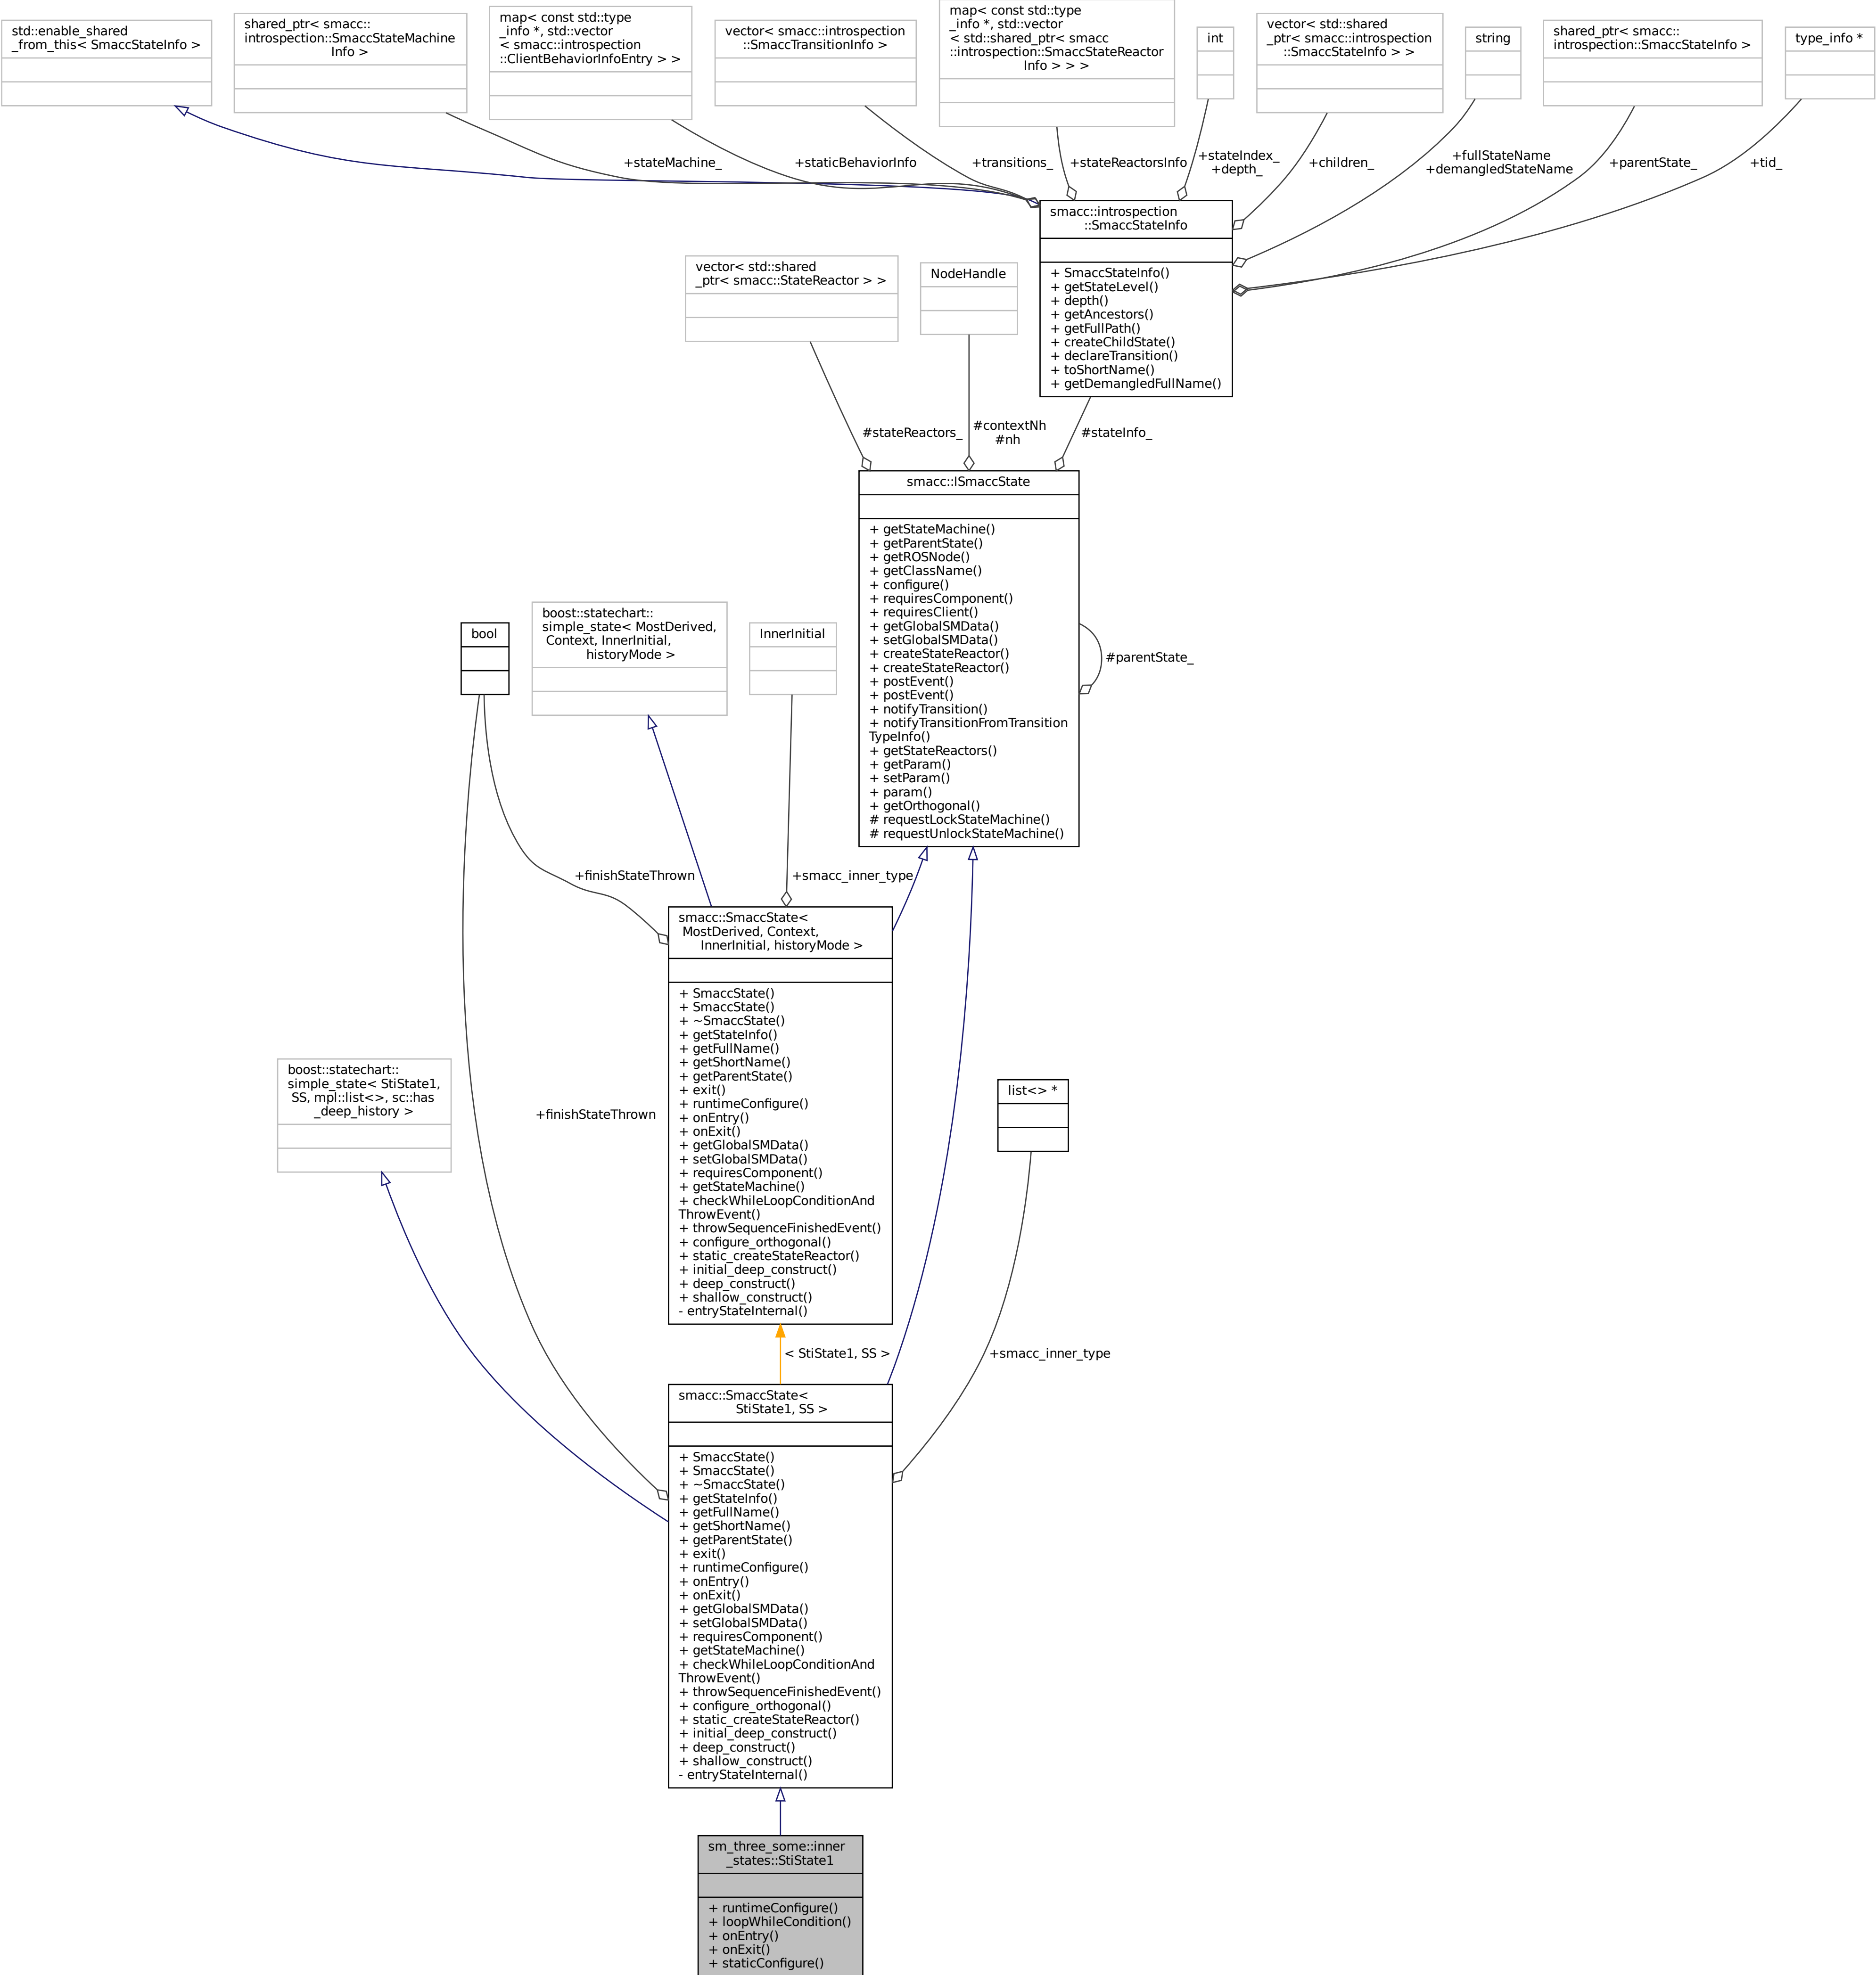 std::enable_shared
_from_this< SmaccStateInfo >
shared_ptr< smacc::
introspection::SmaccStateMachine
Info >
map< const std::type
_info *, std::vector
< smacc::introspection
::ClientBehaviorInfoEntry > >
vector< smacc::introspection
::SmaccTransitionInfo >
map< const std::type
_info *, std::vector
< std::shared_ptr< smacc
::introspection::SmaccStateReactor
Info > > >
int
vector< std::shared
_ptr< smacc::introspection
::SmaccStateInfo > >
string
shared_ptr< smacc::
introspection::SmaccStateInfo >
type_info *
+stateMachine_
+staticBehaviorInfo
+transitions_
+stateReactorsInfo
+stateIndex_
+depth_
+children_
+fullStateName
+demangledStateName
+parentState_
+tid_
smacc::introspection
::SmaccStateInfo
+ SmaccStateInfo()
+ getStateLevel()
+ depth()
+ getAncestors()
+ getFullPath()
+ createChildState()
+ declareTransition()
+ toShortName()
+ getDemangledFullName()
vector< std::shared
_ptr< smacc::StateReactor > >
NodeHandle
#stateReactors_
#contextNh
#nh
#stateInfo_
smacc::ISmaccState
+ getStateMachine()
+ getParentState()
+ getROSNode()
+ getClassName()
+ configure()
+ requiresComponent()
+ requiresClient()
+ getGlobalSMData()
+ setGlobalSMData()
+ createStateReactor()
+ createStateReactor()
+ postEvent()
+ postEvent()
+ notifyTransition()
+ notifyTransitionFromTransition
TypeInfo()
+ getStateReactors()
+ getParam()
+ setParam()
+ param()
+ getOrthogonal()
# requestLockStateMachine()
# requestUnlockStateMachine()
#parentState_
bool
boost::statechart::
simple_state< MostDerived,
Context, InnerInitial,
historyMode >
InnerInitial
+finishStateThrown
+smacc_inner_type
smacc::SmaccState<
MostDerived, Context,
InnerInitial, historyMode >
+ SmaccState()
+ SmaccState()
+ ~SmaccState()
+ getStateInfo()
+ getFullName()
+ getShortName()
+ getParentState()
+ exit()
+ runtimeConfigure()
+ onEntry()
+ onExit()
+ getGlobalSMData()
+ setGlobalSMData()
+ requiresComponent()
+ getStateMachine()
+ checkWhileLoopConditionAnd
ThrowEvent()
+ throwSequenceFinishedEvent()
+ configure_orthogonal()
+ static_createStateReactor()
+ initial_deep_construct()
+ deep_construct()
+ shallow_construct()
- entryStateInternal()
boost::statechart::
simple_state< StiState1,
SS, mpl::list<>, sc::has
_deep_history >
+finishStateThrown
list<> *
< StiState1, SS >
+smacc_inner_type
smacc::SmaccState<
StiState1, SS >
+ SmaccState()
+ SmaccState()
+ ~SmaccState()
+ getStateInfo()
+ getFullName()
+ getShortName()
+ getParentState()
+ exit()
+ runtimeConfigure()
+ onEntry()
+ onExit()
+ getGlobalSMData()
+ setGlobalSMData()
+ requiresComponent()
+ getStateMachine()
+ checkWhileLoopConditionAnd
ThrowEvent()
+ throwSequenceFinishedEvent()
+ configure_orthogonal()
+ static_createStateReactor()
+ initial_deep_construct()
+ deep_construct()
+ shallow_construct()
- entryStateInternal()
sm_three_some::inner
_states::StiState1
+ runtimeConfigure()
+ loopWhileCondition()
+ onEntry()
+ onExit()
+ staticConfigure()